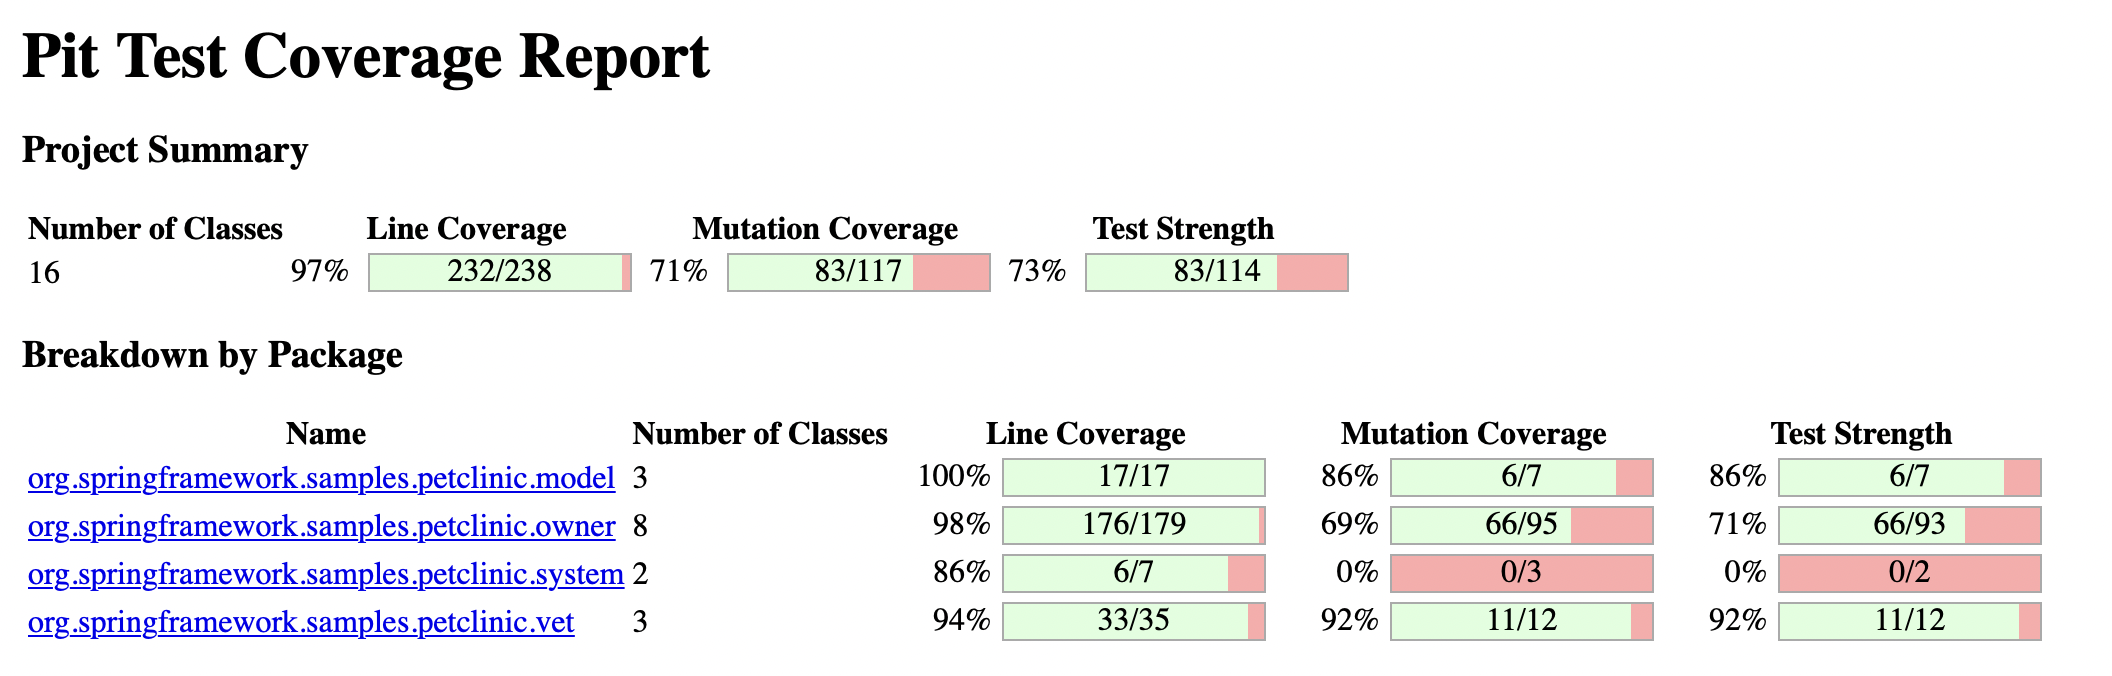 Pit Test Coverage Report
Project Summary
Number of Classes Line Coverage Mutation Coverage Test Strength
16 97% 232/238 71% 83/117 73% 83/114
Breakdown by Package
Name Number of Classes Line Coverage Mutation Coverage Test Strength
org.springframework.samples.petclinic.model 3 100% 17/17 86% 6/7 86% 6/7
org.springframework.samples.petclinic.owner 8 98% 176/179 69% 66/95 71% 66/93
org.springframework.samples.petclinic.system 2 86% 6/7 0% 0/3 0% 0/2
org.springframework.samples.petclinic.vet 3 94% 33/35 92% 11/12 92% 11/12